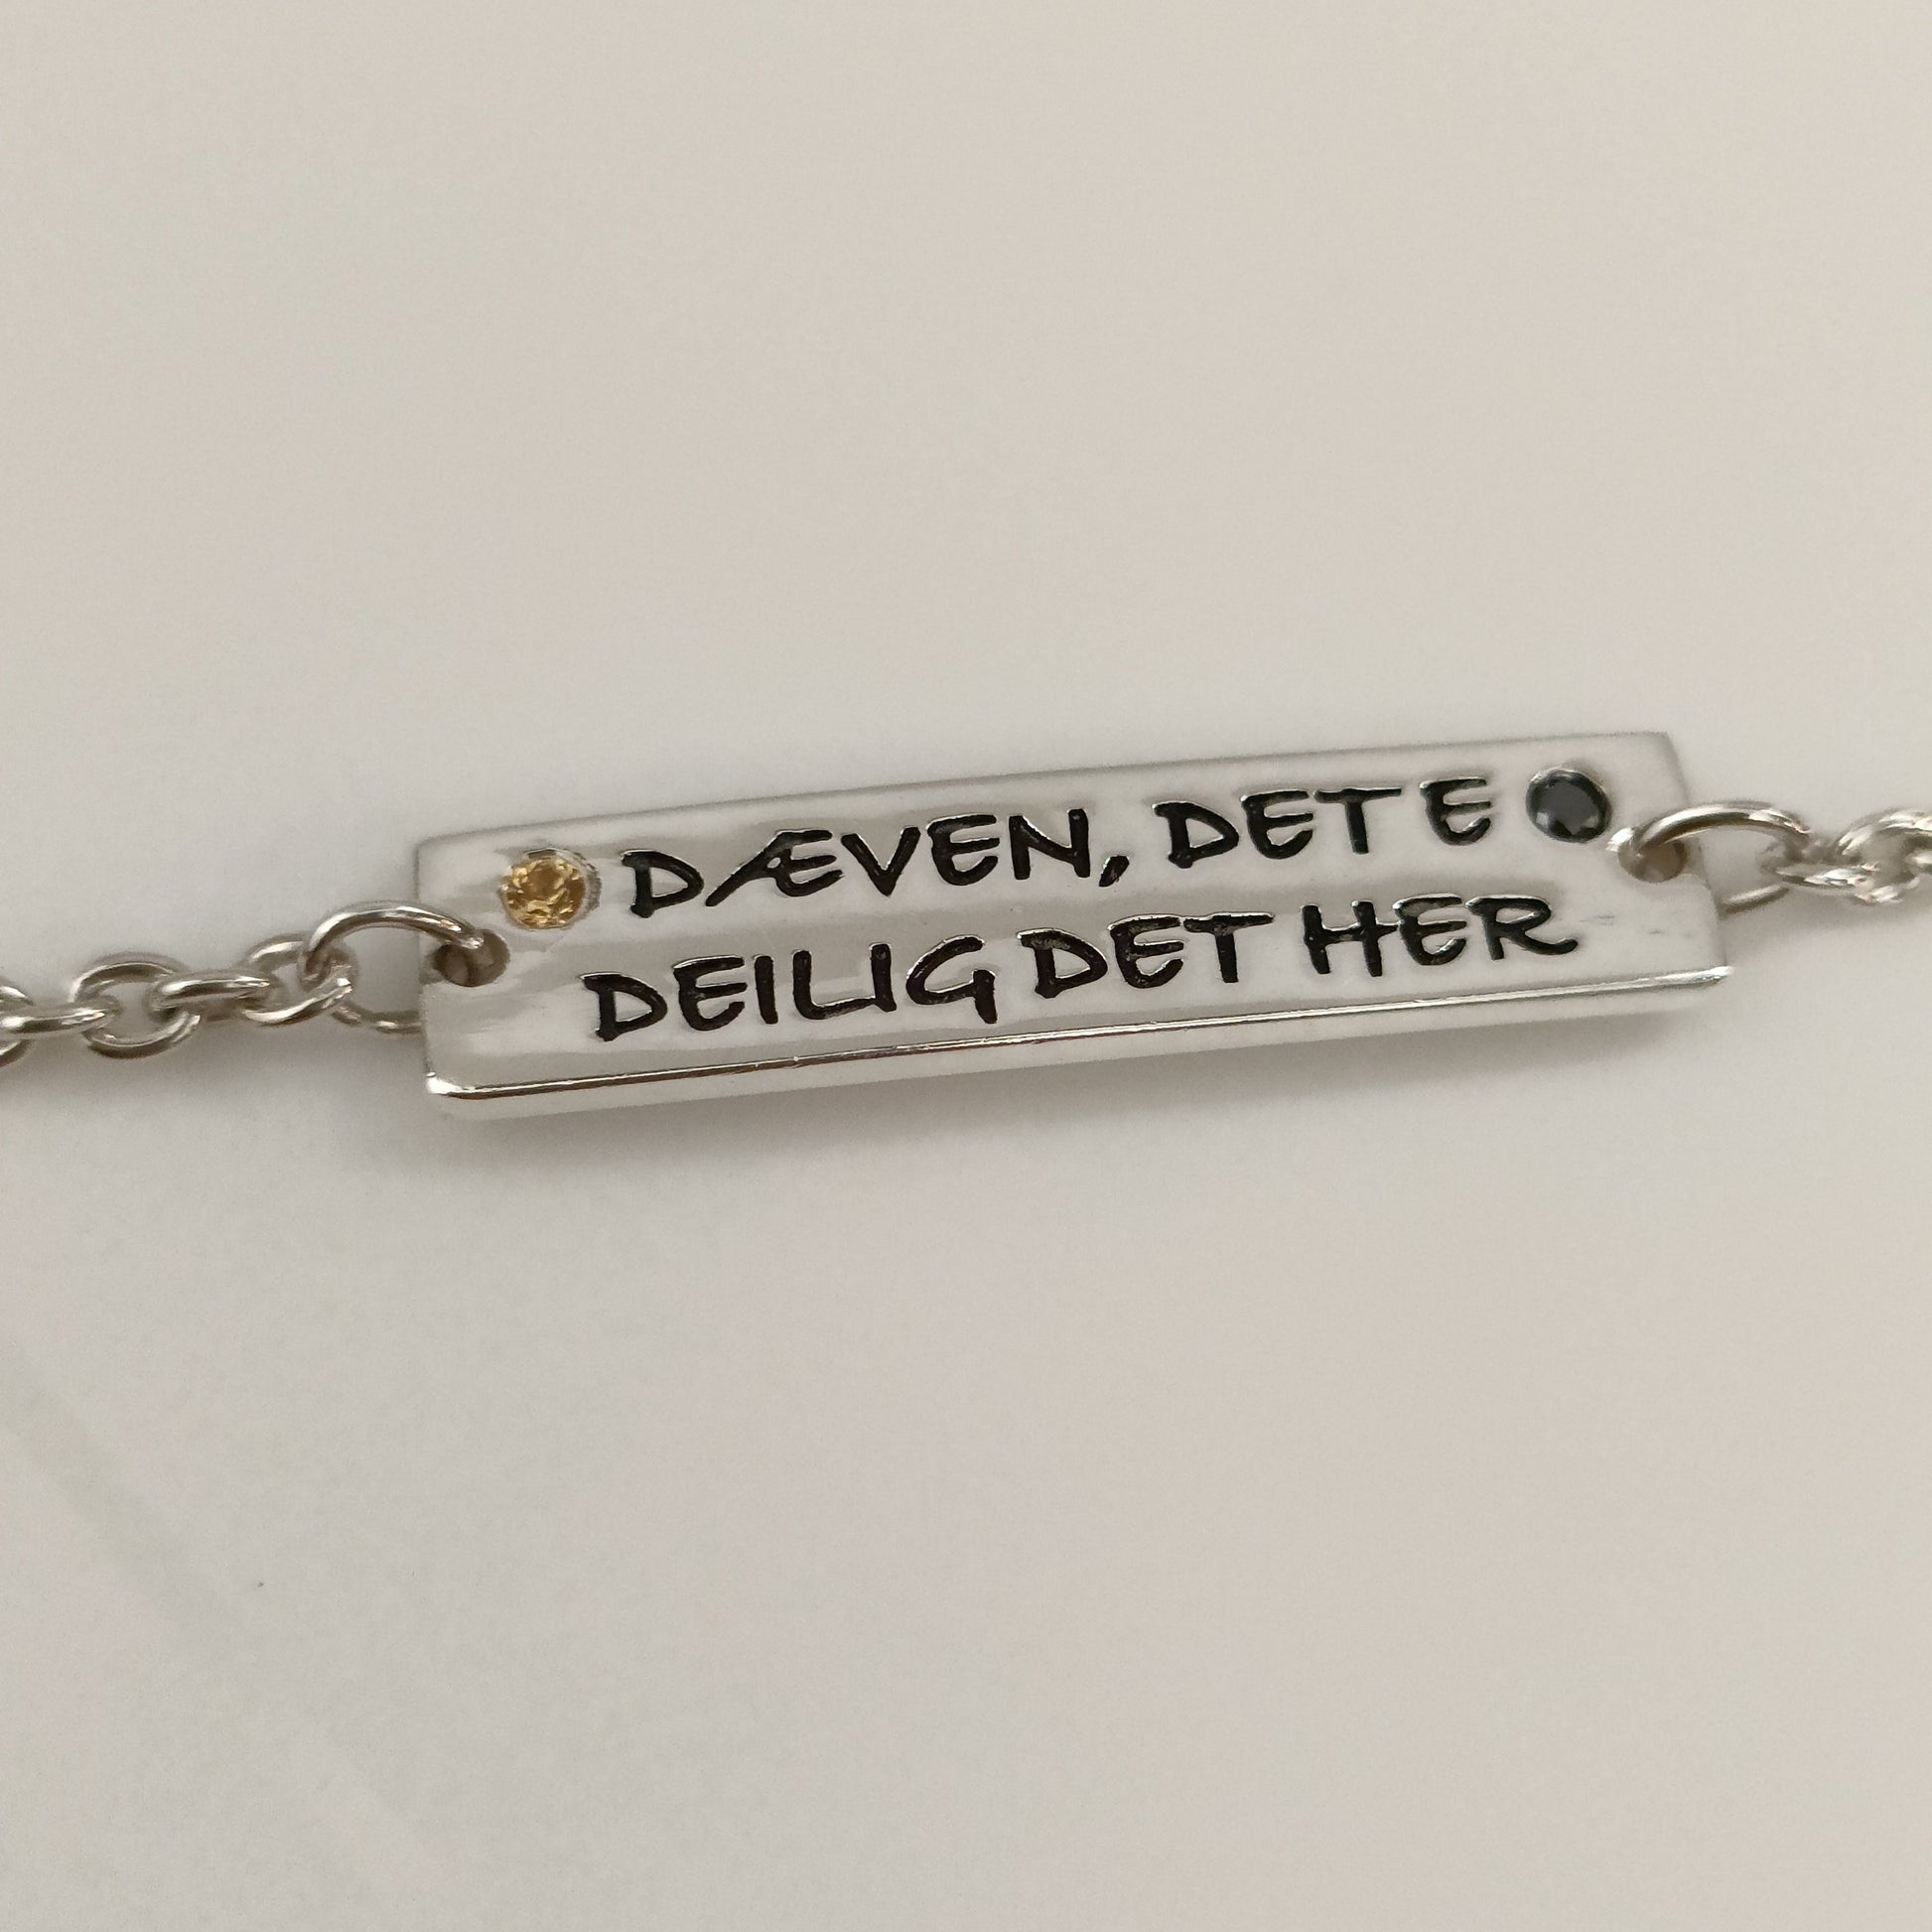 DÆVEN, DET E
DEILIG DET HER